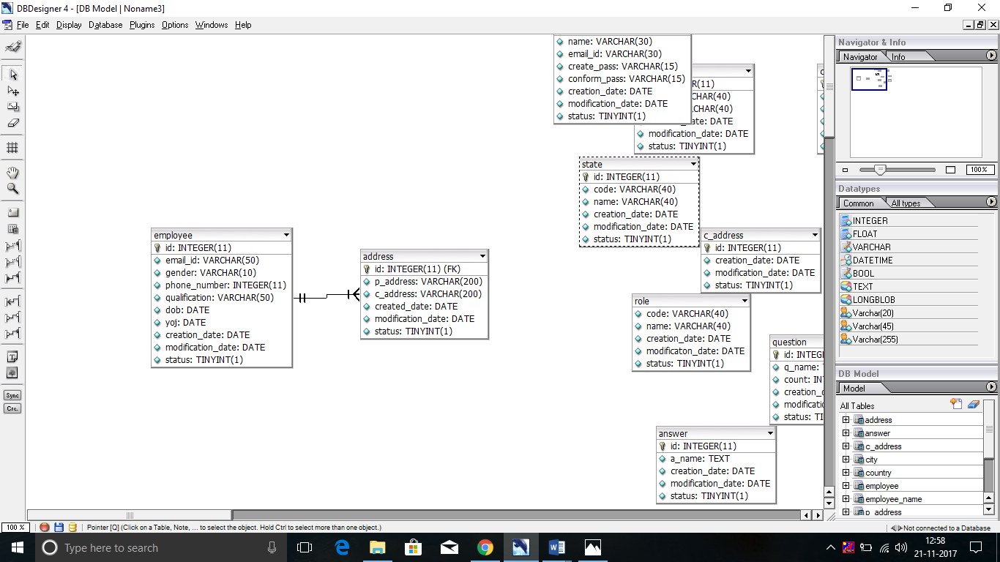 DBDesigner 4 - [DB Model | Noname3]
File Edit Display Database Plugins Options Windows Help
name: VARCHAR(30)
email_id: VARCHAR(30)
create_pass: VARCHAR(15)
conform_pass: VARCHAR(15)
creation_date: DATE
modification_date: DATE
status: TINYINT(1)
modification_date: DATE
status: TINYINT(1)
state
id: INTEGER(11)
code: VARCHAR(40)
name: VARCHAR(40)
creation_date: DATE
modification_date: DATE
status: TINYINT(1)
employee
id: INTEGER(11)
email_id: VARCHAR(50)
gender: VARCHAR(10)
phone_number: INTEGER(11)
qualification: VARCHAR(50)
dob: DATE
yoj: DATE
creation_date: DATE
modification_date: DATE
status: TINYINT(1)
address
id: INTEGER(11) (FK)
p_address: VARCHAR(200)
c_address: VARCHAR(200)
created_date: DATE
modification_date: DATE
status: TINYINT(1)
c_address
id: INTEGER(11)
creation_date: DATE
modification_date: DATE
status: TINYINT(1)
role
code: VARCHAR(40)
name: VARCHAR(40)
creation_date: DATE
modificaton_date: DATE
status: TINYINT(1)
question
id: INTEG
q_name:
count: INT
creation_d
modificatio
status: TI
answer
id: INTEGER(11)
a_name: TEXT
creation_date: DATE
modification_date: DATE
status: TINYINT(1)
Navigator & Info
Navigator Info
100%
Datatypes
Common All types
INTEGER
FLOAT
VARCHAR
DATETIME
BOOL
TEXT
LONGBLOB
Varchar(20)
Varchar(45)
Varchar(255)
DB Model
Model
All Tables
address
answer
c_address
city
country
employee
employee_name
p_address
Sync
Cre.
100 % Pointer [Q] (Click on a Table, Note, ... to select the object. Hold Ctrl to select more than one object.) Not connected to a Database
Type here to search
12:58
21-11-2017